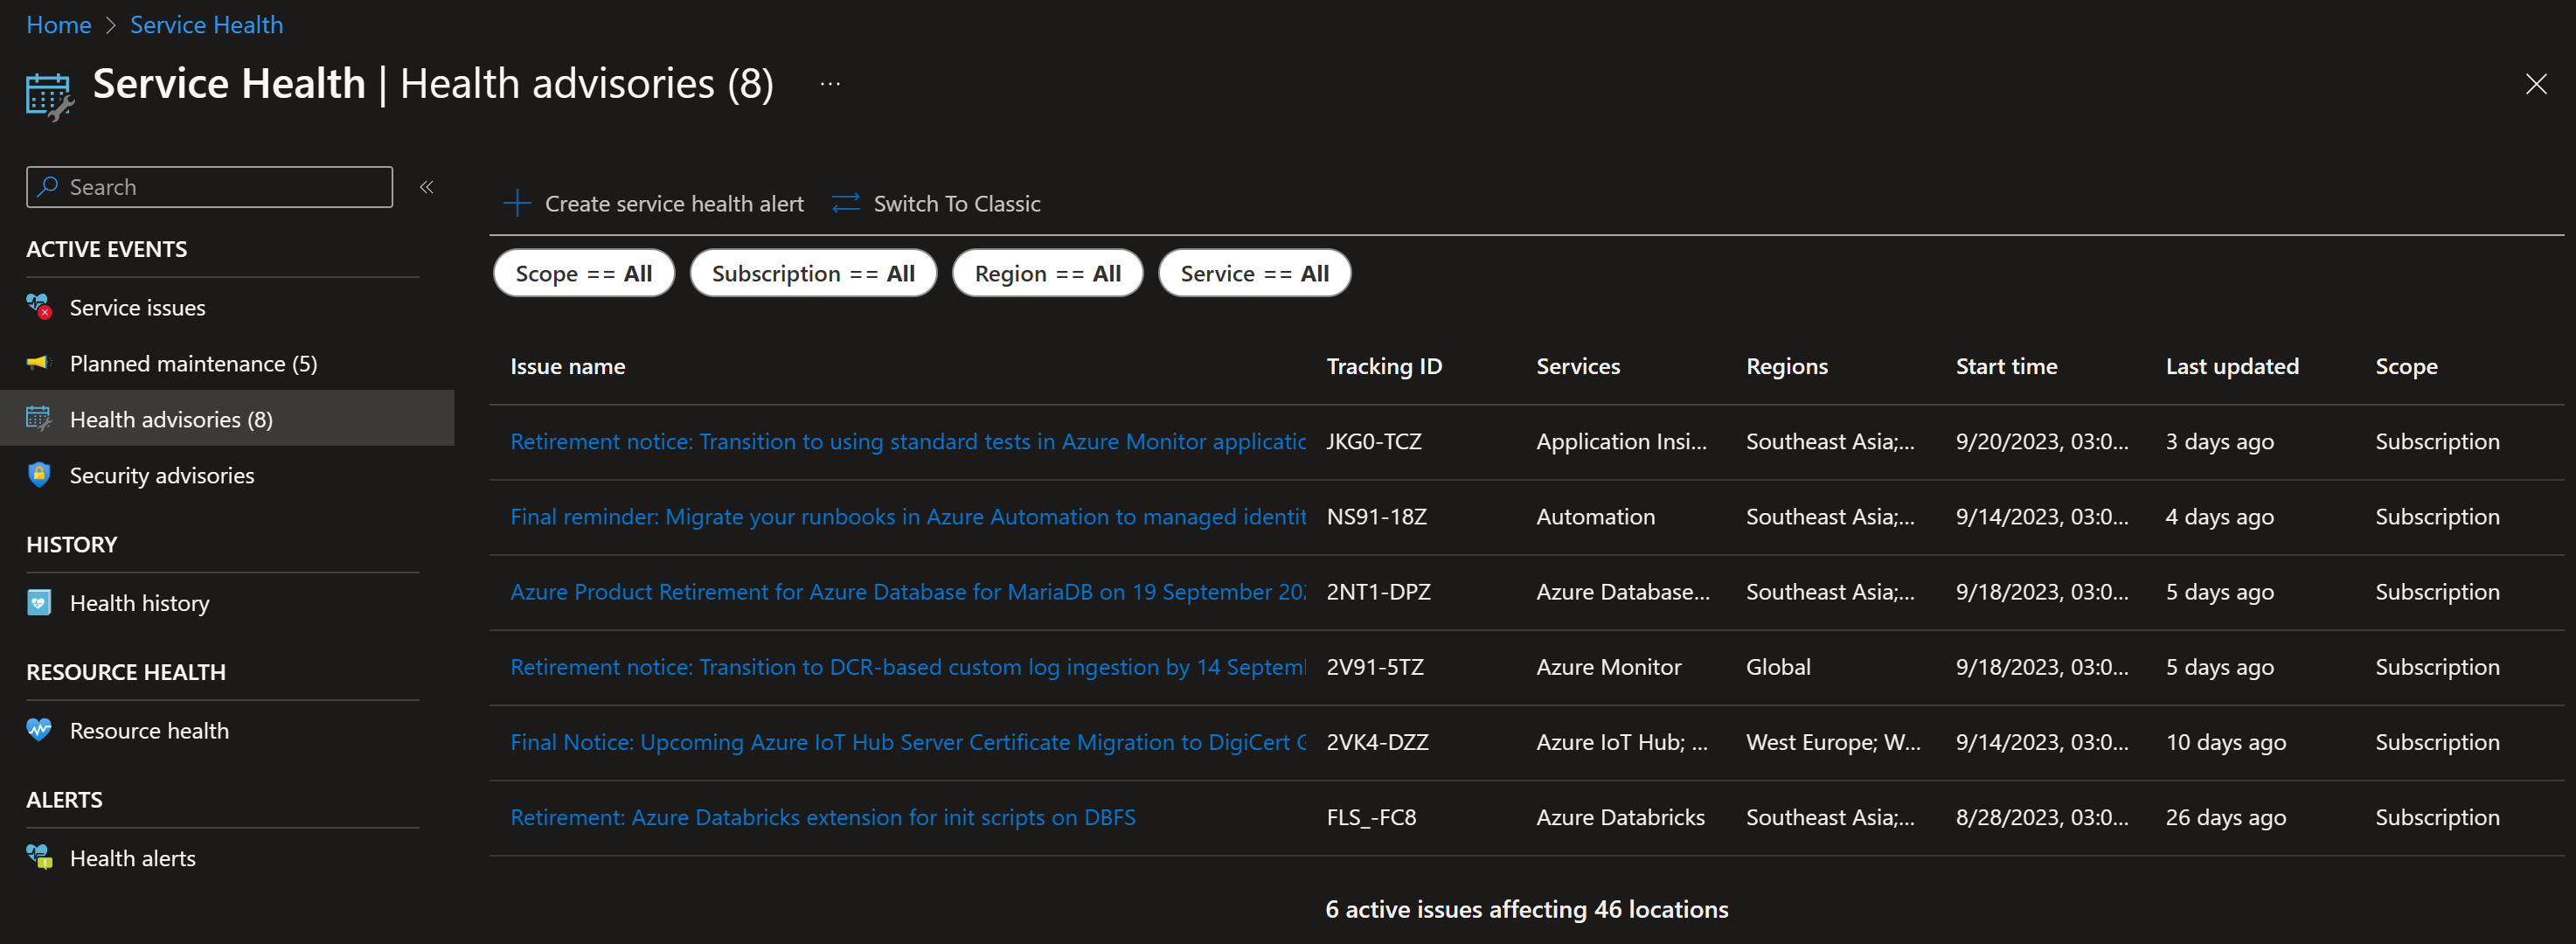 Home > Service Health
Service Health | Health advisories (8) ...
Search «
Create service health alert Switch To Classic
ACTIVE EVENTS
Service issues
Planned maintenance (5)
Health advisories (8)
Security advisories
HISTORY
Health history
RESOURCE HEALTH
Resource health
ALERTS
Health alerts
Scope == All Subscription == All Region == All Service == All
Issue name Tracking ID Services Regions Start time Last updated Scope
Retirement notice: Transition to using standard tests in Azure Monitor applicatic JKG0-TCZ Application Insi... Southeast Asia;... 9/20/2023, 03:0... 3 days ago Subscription
Final reminder: Migrate your runbooks in Azure Automation to managed identit NS91-18Z Automation Southeast Asia;... 9/14/2023, 03:0... 4 days ago Subscription
Azure Product Retirement for Azure Database for MariaDB on 19 September 202 2NT1-DPZ Azure Database... Southeast Asia;... 9/18/2023, 03:0... 5 days ago Subscription
Retirement notice: Transition to DCR-based custom log ingestion by 14 Septeml 2V91-5TZ Azure Monitor Global 9/18/2023, 03:0... 5 days ago Subscription
Final Notice: Upcoming Azure IoT Hub Server Certificate Migration to DigiCert G 2VK4-DZZ Azure IoT Hub; ... West Europe; W... 9/14/2023, 03:0... 10 days ago Subscription
Retirement: Azure Databricks extension for init scripts on DBFS FLS_-FC8 Azure Databricks Southeast Asia;... 8/28/2023, 03:0... 26 days ago Subscription
6 active issues affecting 46 locations